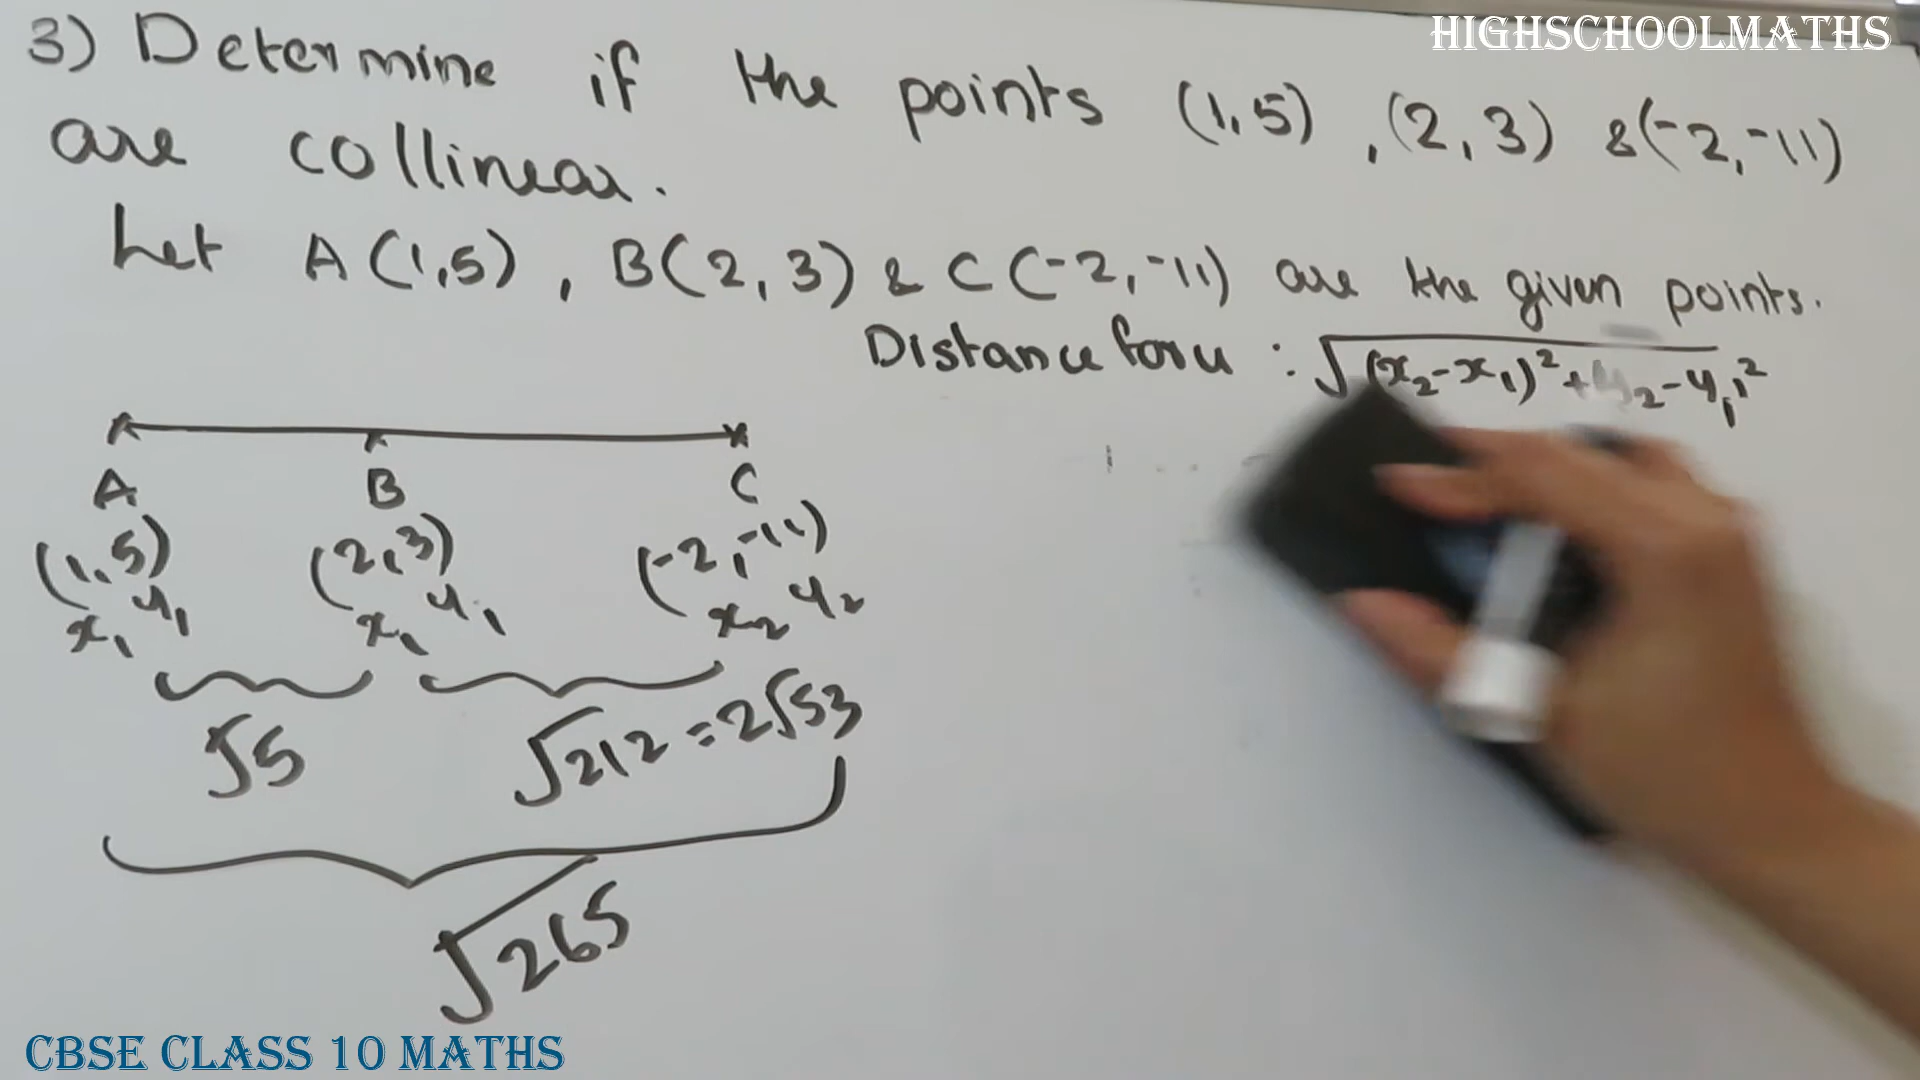 HIGHSCHOOLMATHS
3) Determine if the points (1,5) , (2,3) & (-2,-11)
are collinear.
Let A(1,5) , B(2,3) & C(-2,-11) are the given points.
Distance foru : √(x₂-x₁)²+y₂-y₁²
A B C
(1,5) (2,3) (-2,-11)
x₁ y₁ x₁ y₁ x₂ y₂
√5 √212 = 2√53
√265
CBSE CLASS 10 MATHS